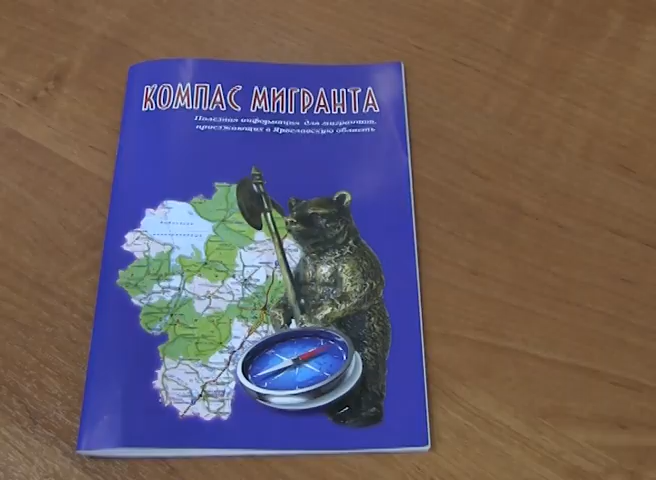 КОМПАС МИГРАНТА
Полезная информация для мигрантов,
приезжающих в Ярославскую область